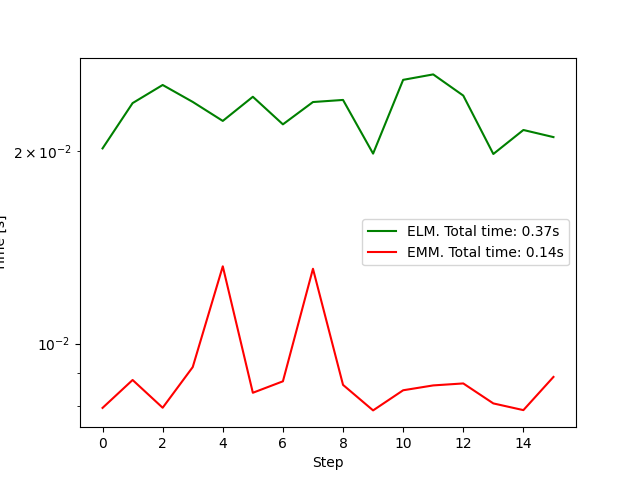 2 × 10⁻²
10⁻²
Time [s]
ELM. Total time: 0.37s
EMM. Total time: 0.14s
0 2 4 6 8 10 12 14
Step